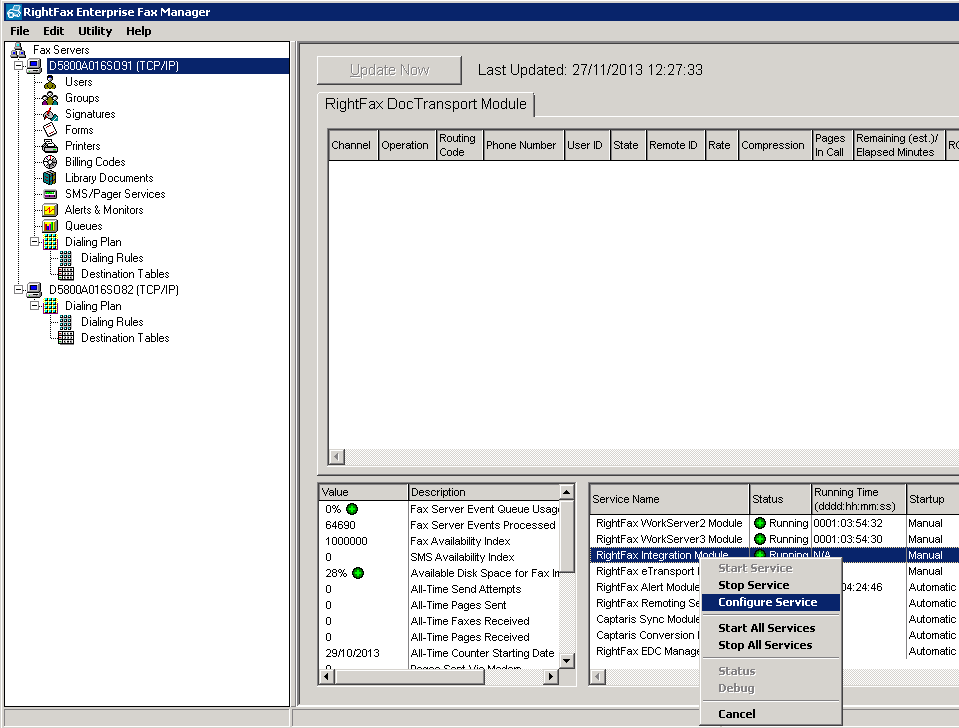 RightFax Enterprise Fax Manager
File Edit Utility Help
Fax Servers
D5800A016SO91 (TCP/IP)
Users
Groups
Signatures
Forms
Printers
Billing Codes
Library Documents
SMS/Pager Services
Alerts & Monitors
Queues
Dialing Plan
Dialing Rules
Destination Tables
D5800A016SO82 (TCP/IP)
Dialing Plan
Dialing Rules
Destination Tables
Update Now Last Updated: 27/11/2013 12:27:33
RightFax DocTransport Module
Channel Operation Routing Code Phone Number User ID State Remote ID Rate Compression Pages In Call Remaining (est.)/ Elapsed Minutes
Value Description
0% Fax Server Event Queue Usag
64690 Fax Server Events Processed
1000000 Fax Availability Index
0 SMS Availability Index
28% Available Disk Space for Fax Im
0 All-Time Send Attempts
0 All-Time Pages Sent
0 All-Time Faxes Received
0 All-Time Pages Received
29/10/2013 All-Time Counter Starting Date
0 Pages Sent Via Modem
Service Name Status Running Time (dddd:hh:mm:ss) Startup
RightFax WorkServer2 Module Running 0001:03:54:32 Manual
RightFax WorkServer3 Module Running 0001:03:54:30 Manual
RightFax Integration Module Running N/A Manual
RightFax eTransport Manual
RightFax Alert Module 04:24:46 Automatic
RightFax Remoting Se Automatic
Captaris Sync Module Automatic
Captaris Conversion Automatic
RightFax EDC Manage Automatic
Start Service
Stop Service
Configure Service
Start All Services
Stop All Services
Status
Debug
Cancel